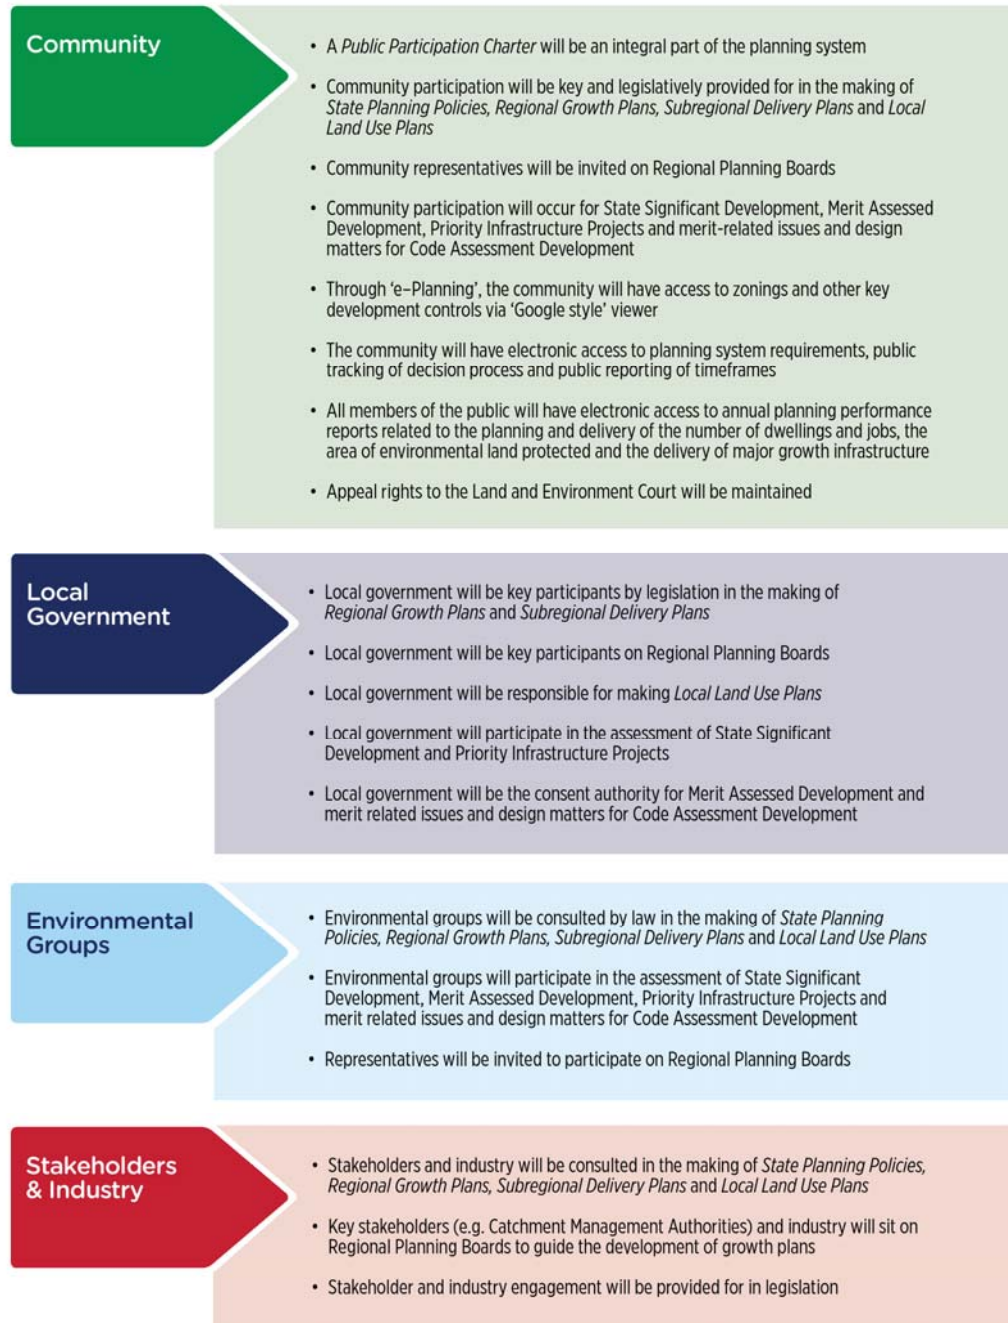 Community
• A Public Participation Charter will be an integral part of the planning system
• Community participation will be key and legislatively provided for in the making of
State Planning Policies, Regional Growth Plans, Subregional Delivery Plans and Local
Land Use Plans
• Community representatives will be invited on Regional Planning Boards
• Community participation will occur for State Significant Development, Merit Assessed
Development, Priority Infrastructure Projects and merit-related issues and design
matters for Code Assessment Development
• Through ‘e–Planning’, the community will have access to zonings and other key
development controls via ‘Google style’ viewer
• The community will have electronic access to planning system requirements, public
tracking of decision process and public reporting of timeframes
• All members of the public will have electronic access to annual planning performance
reports related to the planning and delivery of the number of dwellings and jobs, the
area of environmental land protected and the delivery of major growth infrastructure
• Appeal rights to the Land and Environment Court will be maintained
Local
Government
• Local government will be key participants by legislation in the making of
Regional Growth Plans and Subregional Delivery Plans
• Local government will be key participants on Regional Planning Boards
• Local government will be responsible for making Local Land Use Plans
• Local government will participate in the assessment of State Significant
Development and Priority Infrastructure Projects
• Local government will be the consent authority for Merit Assessed Development and
merit related issues and design matters for Code Assessment Development
Environmental
Groups
• Environmental groups will be consulted by law in the making of State Planning
Policies, Regional Growth Plans, Subregional Delivery Plans and Local Land Use Plans
• Environmental groups will participate in the assessment of State Significant
Development, Merit Assessed Development, Priority Infrastructure Projects and
merit related issues and design matters for Code Assessment Development
• Representatives will be invited to participate on Regional Planning Boards
Stakeholders
& Industry
• Stakeholders and industry will be consulted in the making of State Planning Policies,
Regional Growth Plans, Subregional Delivery Plans and Local Land Use Plans
• Key stakeholders (e.g. Catchment Management Authorities) and industry will sit on
Regional Planning Boards to guide the development of growth plans
• Stakeholder and industry engagement will be provided for in legislation